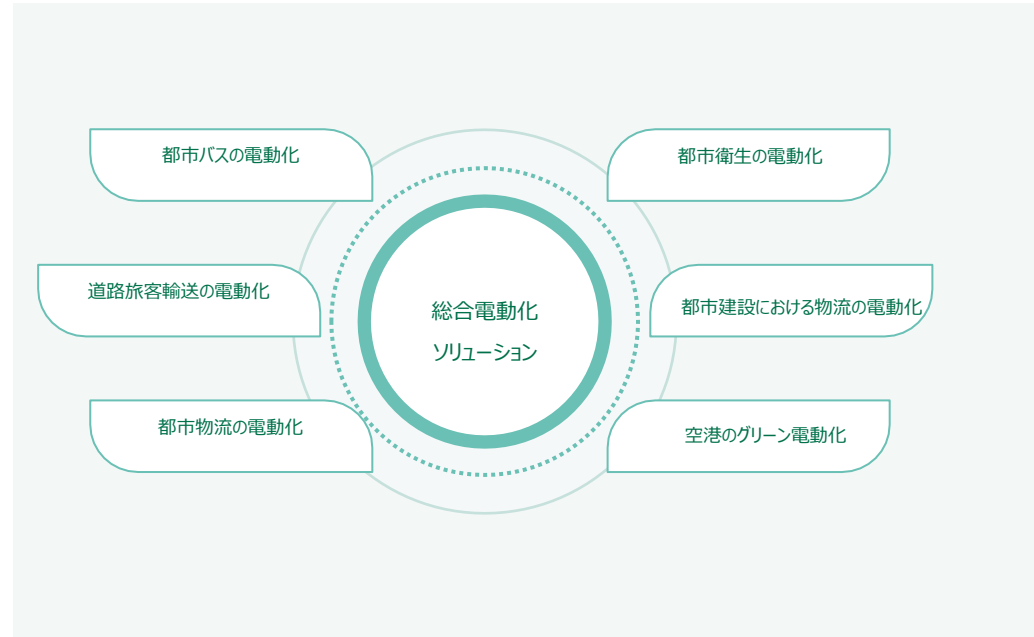 都市バスの電動化
都市衛生の電動化
道路旅客輸送の電動化
総合電動化
ソリューション
都市建設における物流の電動化
都市物流の電動化
空港のグリーン電動化